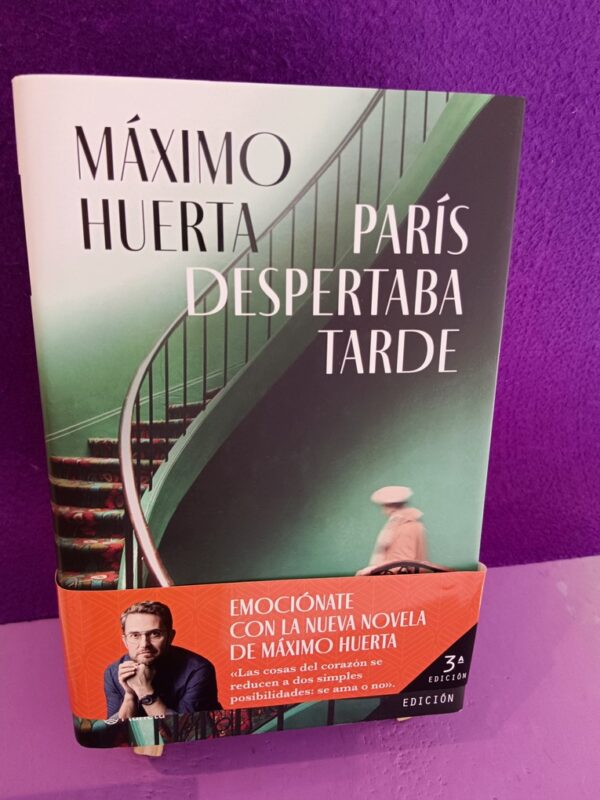 MÁXIMO
HUERTA
PARÍS
DESPERTABA
TARDE
EMOCIÓNATE
CON LA NUEVA NOVELA
DE MÁXIMO HUERTA
«Las cosas del corazón se
reducen a dos simples
posibilidades: se ama o no».
3ª
EDICIÓN
EDICIÓN
Planeta